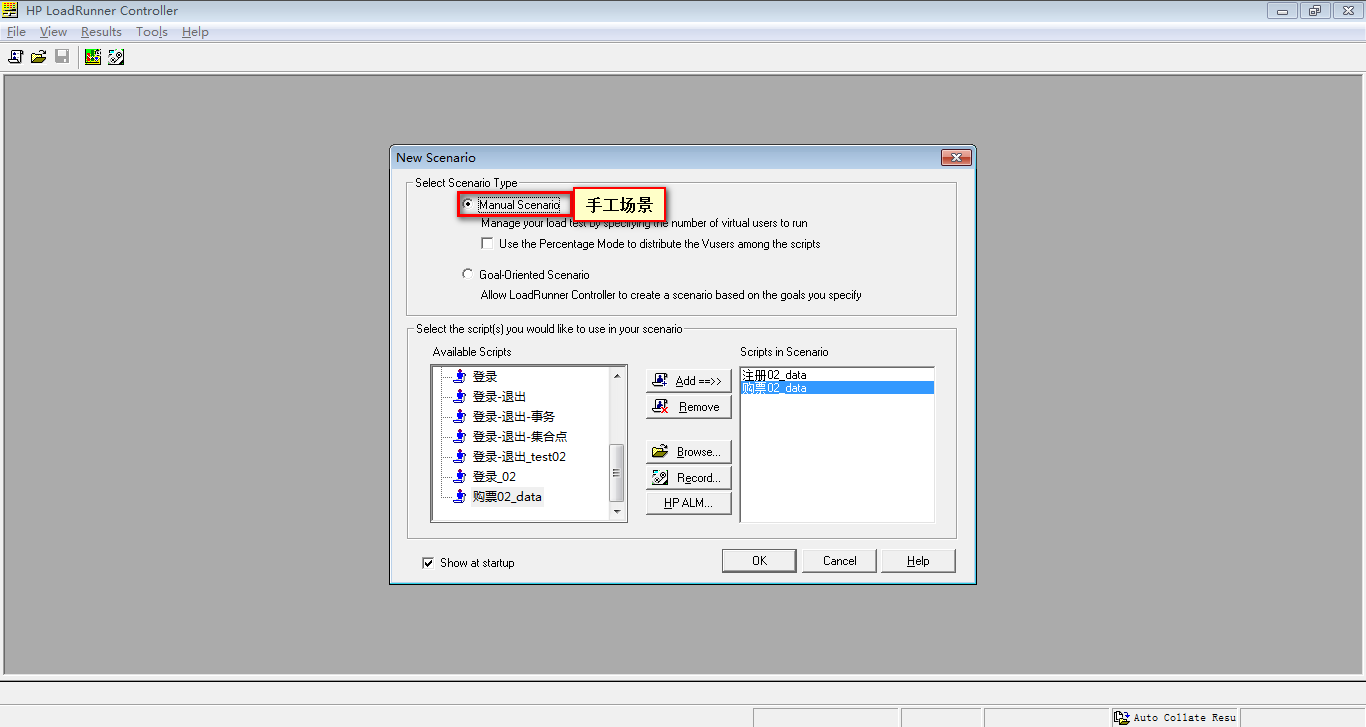 HP LoadRunner Controller
File View Results Tools Help
New Scenario
Select Scenario Type
Manual Scenario
手工场景
Manage your load test by specifying the number of virtual users to run
Use the Percentage Mode to distribute the Vusers among the scripts
Goal-Oriented Scenario
Allow LoadRunner Controller to create a scenario based on the goals you specify
Select the script(s) you would like to use in your scenario
Available Scripts
登录
登录-退出
登录-退出-事务
登录-退出-集合点
登录-退出_test02
登录_02
购票02_data
Add ==>>
Remove
Browse...
Record...
HP ALM...
Scripts in Scenario
注册02_data
购票02_data
Show at startup
OK
Cancel
Help
Auto Collate Resu